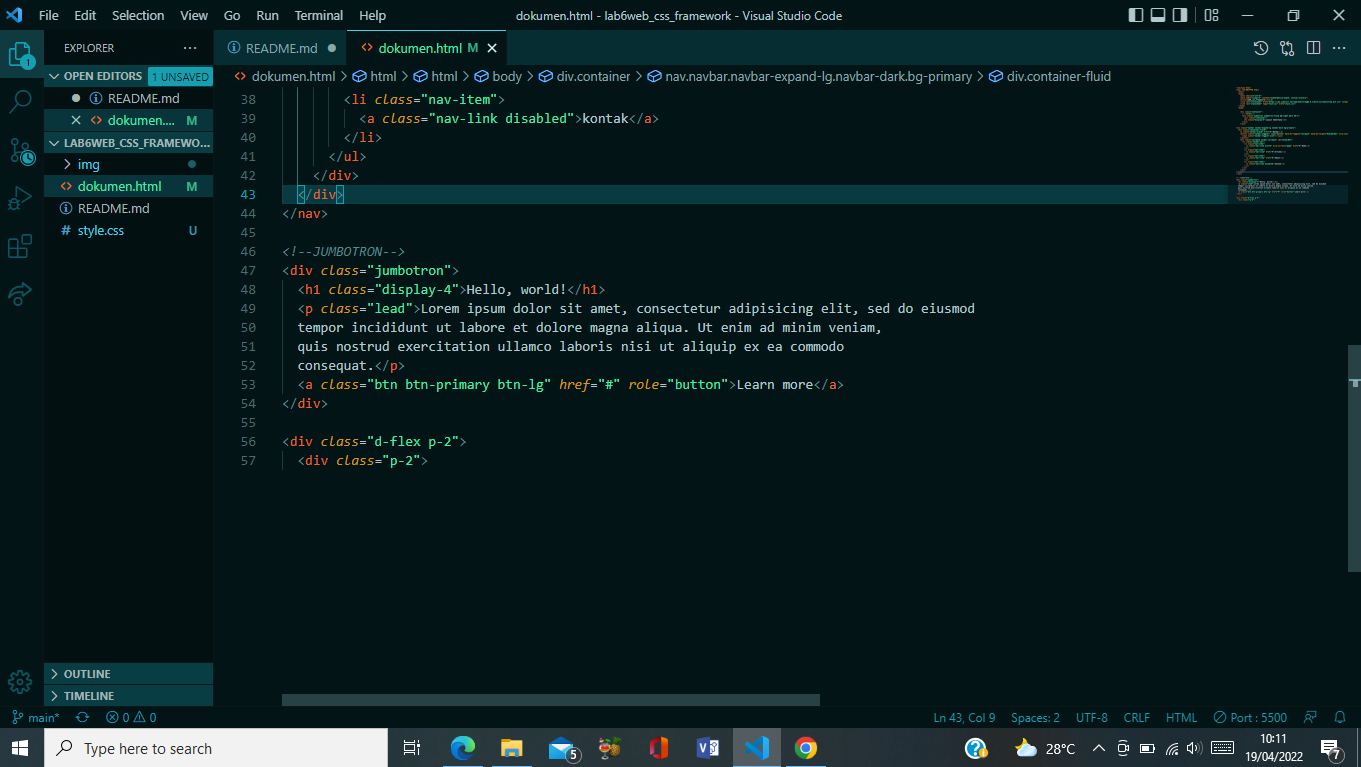 File Edit Selection View Go Run Terminal Help
dokumen.html - lab6web_css_framework - Visual Studio Code
EXPLORER
OPEN EDITORS 1 UNSAVED
README.md
dokumen.... M
LAB6WEB_CSS_FRAMEWO...
img
dokumen.html M
README.md
style.css U
OUTLINE
TIMELINE
README.md dokumen.html M
dokumen.html > html > html > body > div.container > nav.navbar.navbar-expand-lg.navbar-dark.bg-primary > div.container-fluid
38 <li class="nav-item">
39 <a class="nav-link disabled">kontak</a>
40 </li>
41 </ul>
42 </div>
43 </div>
44 </nav>
45
46 <!--JUMBOTRON-->
47 <div class="jumbotron">
48 <h1 class="display-4">Hello, world!</h1>
49 <p class="lead">Lorem ipsum dolor sit amet, consectetur adipisicing elit, sed do eiusmod
50 tempor incididunt ut labore et dolore magna aliqua. Ut enim ad minim veniam,
51 quis nostrud exercitation ullamco laboris nisi ut aliquip ex ea commodo
52 consequat.</p>
53 <a class="btn btn-primary btn-lg" href="#" role="button">Learn more</a>
54 </div>
55
56 <div class="d-flex p-2">
57 <div class="p-2">
main* 0 0 Ln 43, Col 9 Spaces: 2 UTF-8 CRLF HTML Port : 5500
Type here to search
5
28°C
10:11
19/04/2022
7